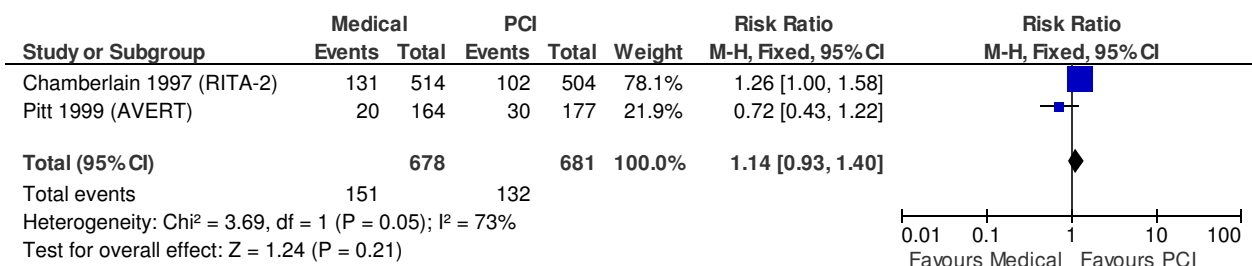 Medical PCI Risk Ratio Risk Ratio
Study or Subgroup Events Total Events Total Weight M-H, Fixed, 95% CI M-H, Fixed, 95% CI
Chamberlain 1997 (RITA-2) 131 514 102 504 78.1% 1.26 [1.00, 1.58]
Pitt 1999 (AVERT) 20 164 30 177 21.9% 0.72 [0.43, 1.22]
Total (95% CI) 678 681 100.0% 1.14 [0.93, 1.40]
Total events 151 132
Heterogeneity: Chi² = 3.69, df = 1 (P = 0.05); I² = 73%
Test for overall effect: Z = 1.24 (P = 0.21)
0.01 0.1 1 10 100
Favours Medical Favours PCI